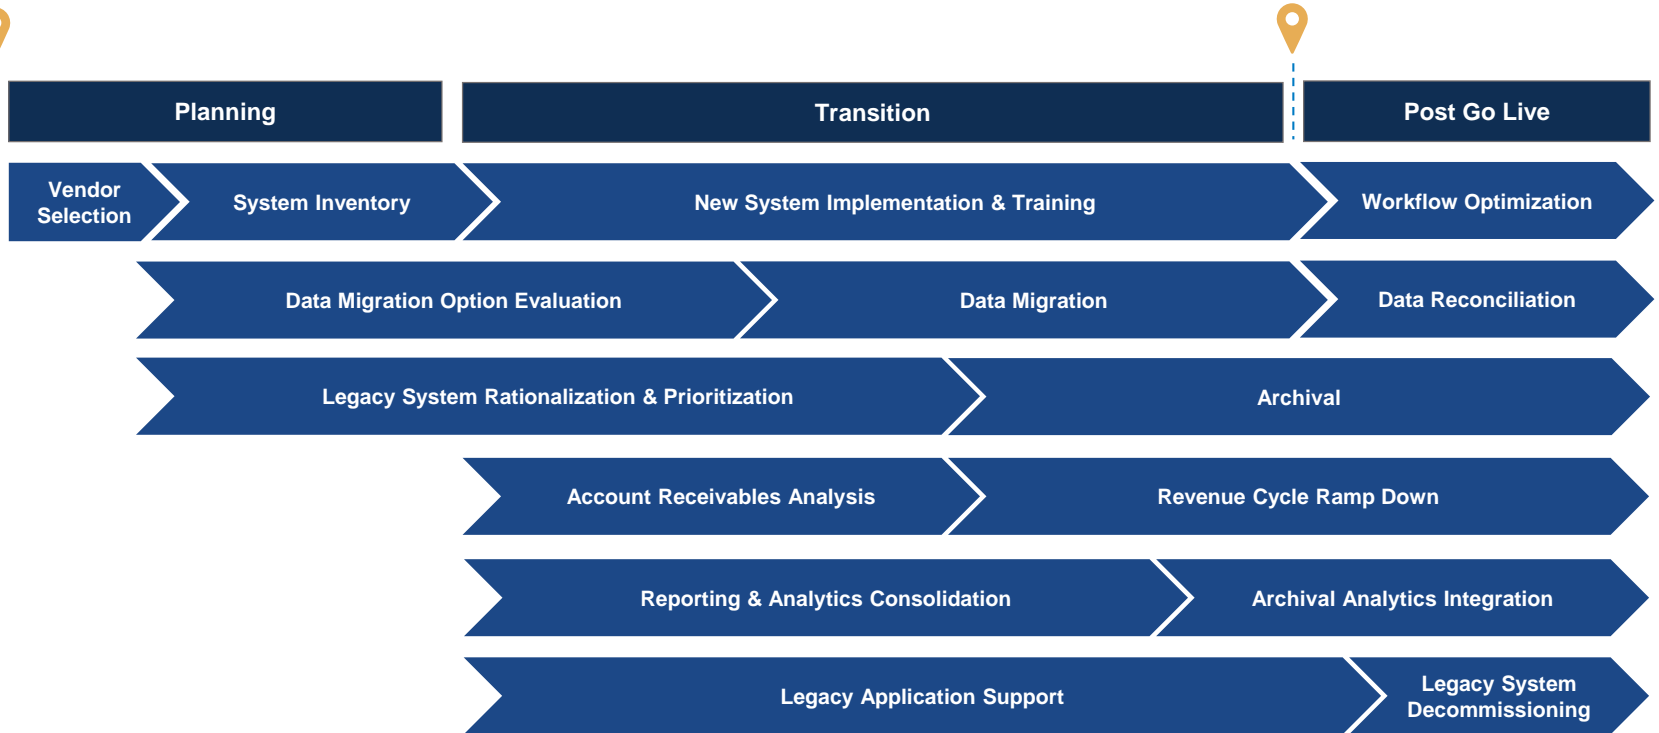 Planning
Transition
Post Go Live
Vendor
Selection
System Inventory
New System Implementation & Training
Workflow Optimization
Data Migration Option Evaluation
Data Migration
Data Reconciliation
Legacy System Rationalization & Prioritization
Archival
Account Receivables Analysis
Revenue Cycle Ramp Down
Reporting & Analytics Consolidation
Archival Analytics Integration
Legacy Application Support
Legacy System
Decommissioning